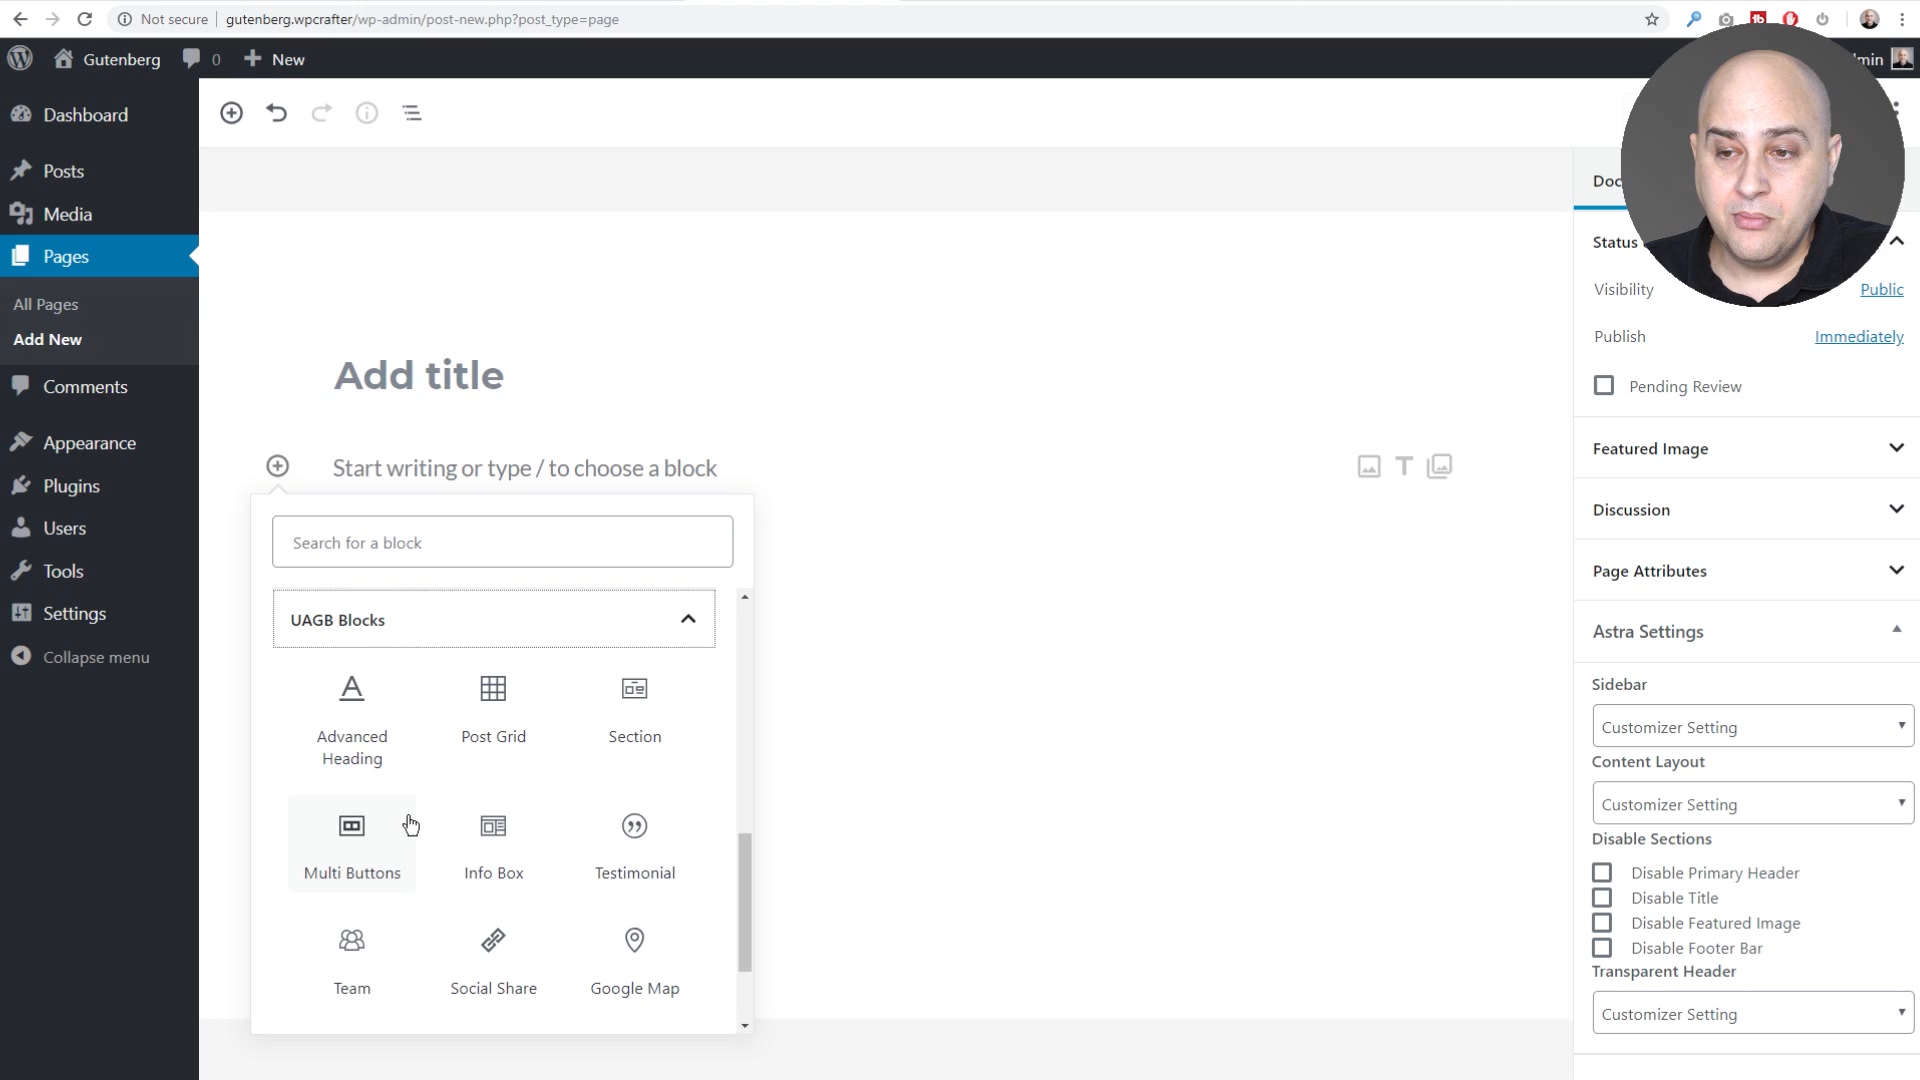 Not secure
gutenberg.wpcrafter/wp-admin/post-new.php?post_type=page
Gutenberg
0
New
min
Dashboard
Posts
Media
Pages
All Pages
Add New
Comments
Appearance
Plugins
Users
Tools
Settings
Collapse menu
Add title
Start writing or type / to choose a block
Search for a block
UAGB Blocks
Advanced
Heading
Post Grid
Section
Multi Buttons
Info Box
Testimonial
Team
Social Share
Google Map
Doc
Status
Visibility
Public
Publish
Immediately
Pending Review
Featured Image
Discussion
Page Attributes
Astra Settings
Sidebar
Customizer Setting
Content Layout
Customizer Setting
Disable Sections
Disable Primary Header
Disable Title
Disable Featured Image
Disable Footer Bar
Transparent Header
Customizer Setting